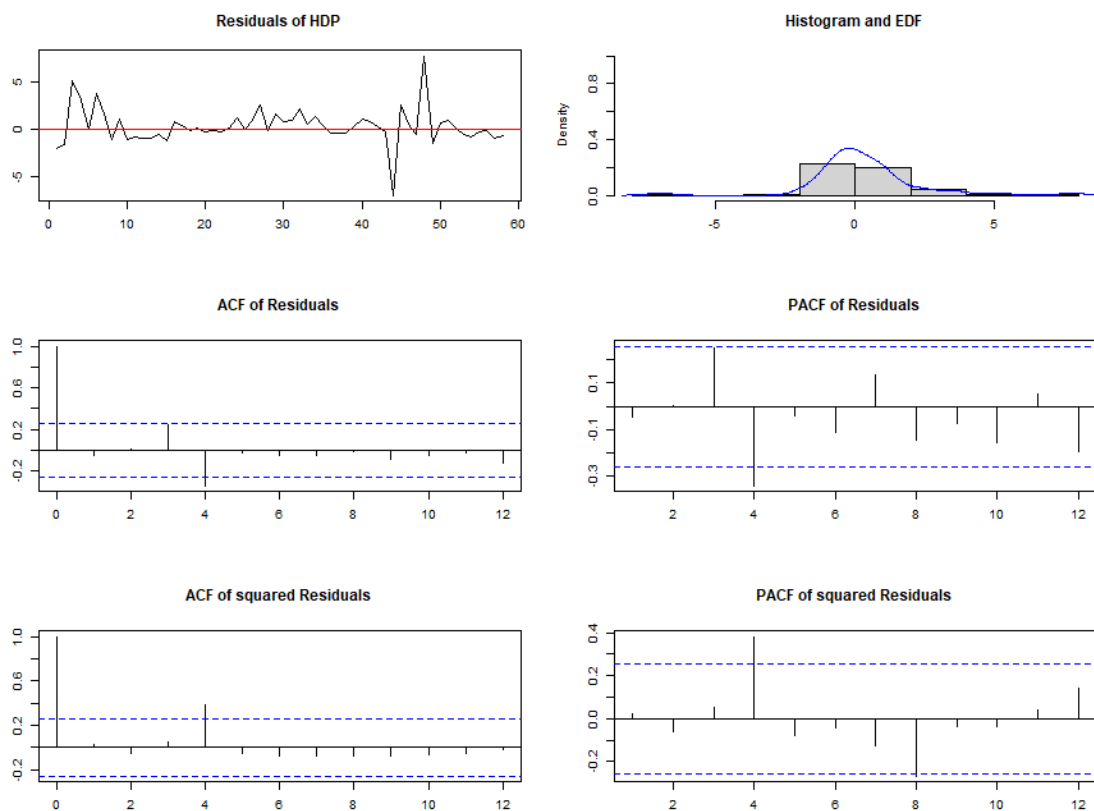 Residuals of HDP
5
0
-5
0 10 20 30 40 50 60
Histogram and EDF
Density
0.8
0.4
0.0
-5 0 5
ACF of Residuals
1.0
0.6
0.2
-0.2
0 2 4 6 8 10 12
PACF of Residuals
0.1
-0.1
-0.3
2 4 6 8 10 12
ACF of squared Residuals
1.0
0.6
0.2
-0.2
0 2 4 6 8 10 12
PACF of squared Residuals
0.4
0.2
0.0
-0.2
2 4 6 8 10 12